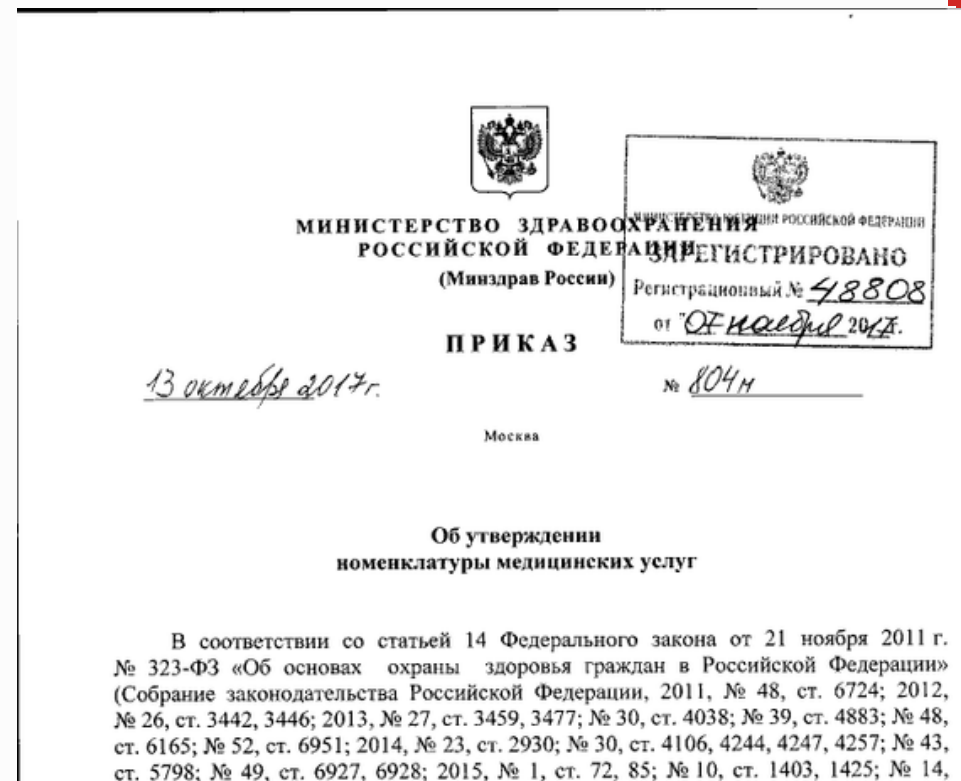 МИНИСТЕРСТВО ЗДРАВООХРАНЕНИЯ
РОССИЙСКОЙ ФЕДЕРАЦИИ
(Минздрав России)
МИНИСТЕРСТВО ЮСТИЦИИ РОССИЙСКОЙ ФЕДЕРАЦИИ
ЗАРЕГИСТРИРОВАНО
Регистрационный № 48808
от "07 ноября 2017г.
ПРИКАЗ
13 октября 2017г.
№ 804н
Москва
Об утверждении
номенклатуры медицинских услуг
В соответствии со статьей 14 Федерального закона от 21 ноября 2011 г.
№ 323-ФЗ «Об основах охраны здоровья граждан в Российской Федерации»
(Собрание законодательства Российской Федерации, 2011, № 48, ст. 6724; 2012,
№ 26, ст. 3442, 3446; 2013, № 27, ст. 3459, 3477; № 30, ст. 4038; № 39, ст. 4883; № 48,
ст. 6165; № 52, ст. 6951; 2014, № 23, ст. 2930; № 30, ст. 4106, 4244, 4247, 4257; № 43,
ст. 5798; № 49, ст. 6927, 6928; 2015, № 1, ст. 72, 85; № 10, ст. 1403, 1425; № 14,